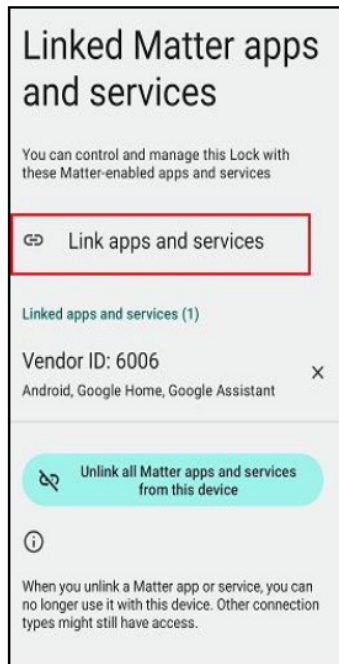 Linked Matter apps
and services
You can control and manage this Lock with
these Matter-enabled apps and services
Link apps and services
Linked apps and services (1)
Vendor ID: 6006
Android, Google Home, Google Assistant
Unlink all Matter apps and services
from this device
When you unlink a Matter app or service, you can
no longer use it with this device. Other connection
types might still have access.